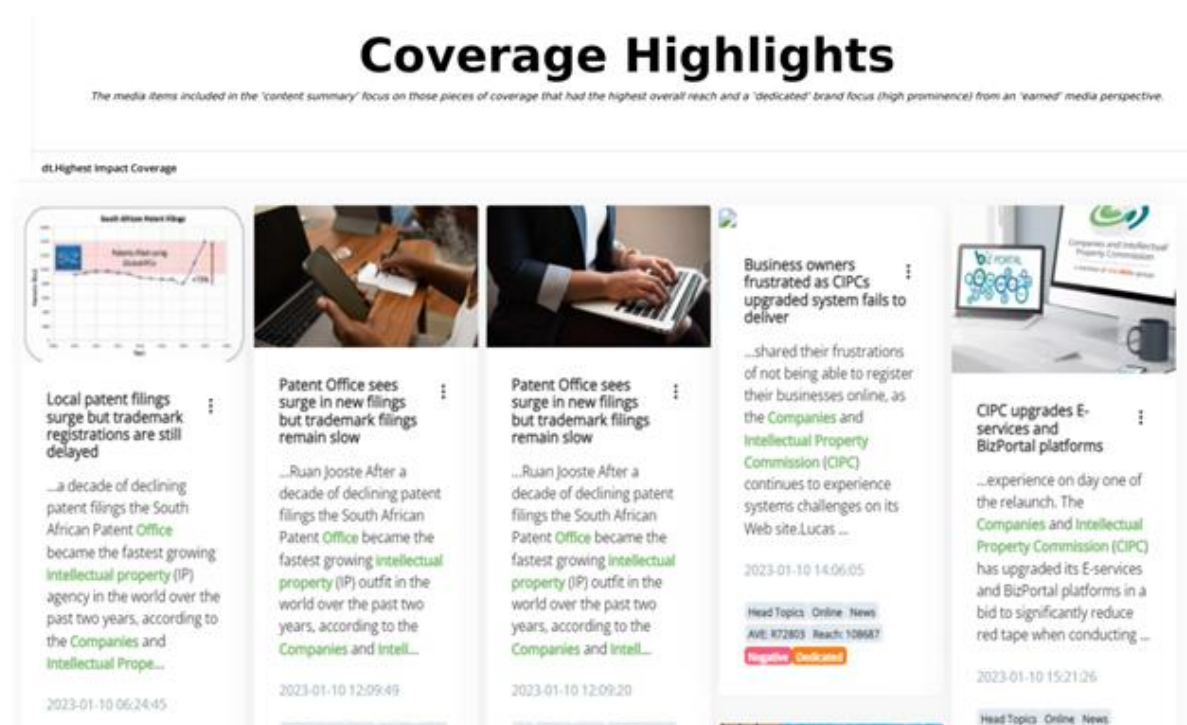 Coverage Highlights
The media items included in the 'content summary' focus on those pieces of coverage that had the highest overall reach and a 'dedicated' brand focus (high prominence) from an 'earned' media perspective.
dt.Highest Impact Coverage
South African Patent Filings
Local patent filings
surge but trademark
registrations are still
delayed
...a decade of declining
patent filings the South
African Patent Office
became the fastest growing
intellectual property (IP)
agency in the world over the
past two years, according to
the Companies and
Intellectual Prope...
2023-01-10 06:24:45
Patent Office sees
surge in new filings
but trademark filings
remain slow
...Ruan Jooste After a
decade of declining patent
filings the South African
Patent Office became the
fastest growing intellectual
property (IP) outfit in the
world over the past two
years, according to the
Companies and Intell...
2023-01-10 12:09:49
Patent Office sees
surge in new filings
but trademark filings
remain slow
...Ruan Jooste After a
decade of declining patent
filings the South African
Patent Office became the
fastest growing intellectual
property (IP) outfit in the
world over the past two
years, according to the
Companies and Intell...
2023-01-10 12:09:20
Business owners
frustrated as CIPCs
upgraded system fails to
deliver
...shared their frustrations
of not being able to register
their businesses online, as
the Companies and
Intellectual Property
Commission (CIPC)
continues to experience
systems challenges on its
Web site.Lucas ...
2023-01-10 14:06:05
Head Topics Online News
AVE: R72803 Reach: 108687
Negative Dedicated
Companies and Intellectual
Property Commission
BIZ PORTAL
CIPC upgrades E-
services and
BizPortal platforms
...experience on day one of
the relaunch. The
Companies and Intellectual
Property Commission (CIPC)
has upgraded its E-services
and BizPortal platforms in a
bid to significantly reduce
red tape when conducting ...
2023-01-10 15:21:26
Head Topics Online News